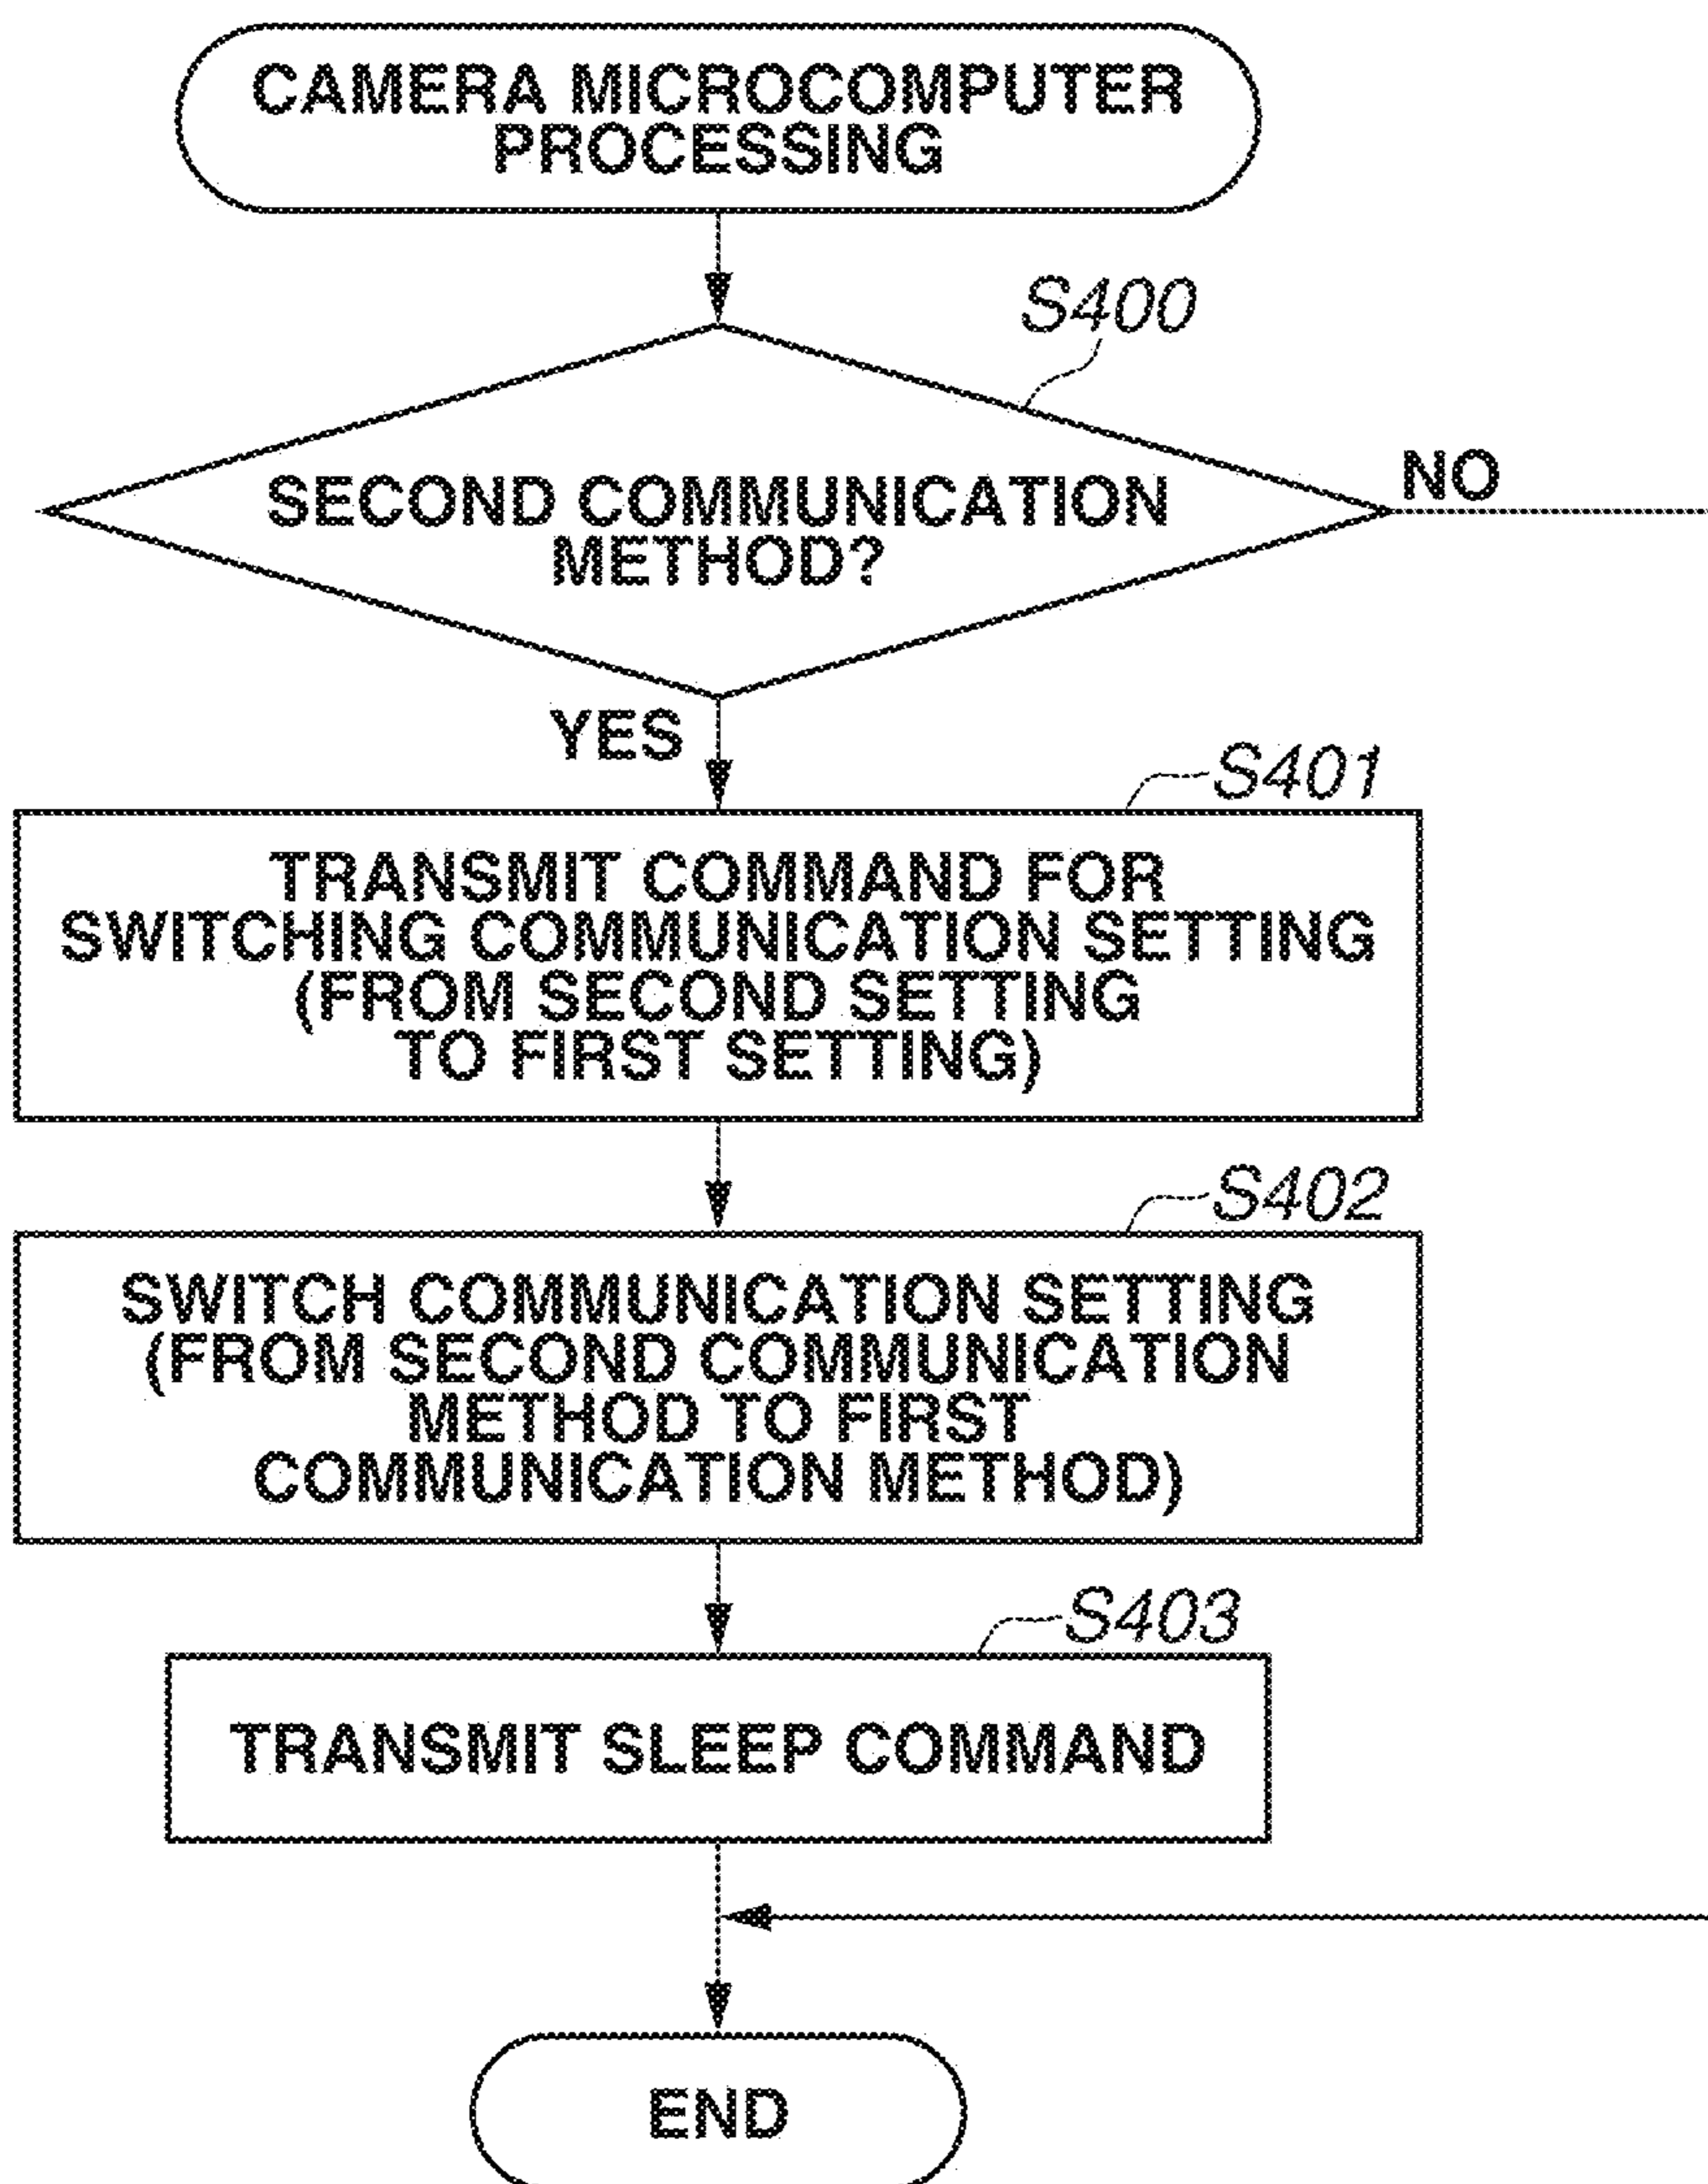 CAMERA MICROCOMPUTER
PROCESSING
S400
SECOND COMMUNICATION
METHOD?
NO
YES
S401
TRANSMIT COMMAND FOR
SWITCHING COMMUNICATION SETTING
(FROM SECOND SETTING
TO FIRST SETTING)
S402
SWITCH COMMUNICATION SETTING
(FROM SECOND COMMUNICATION
METHOD TO FIRST
COMMUNICATION METHOD)
S403
TRANSMIT SLEEP COMMAND
END